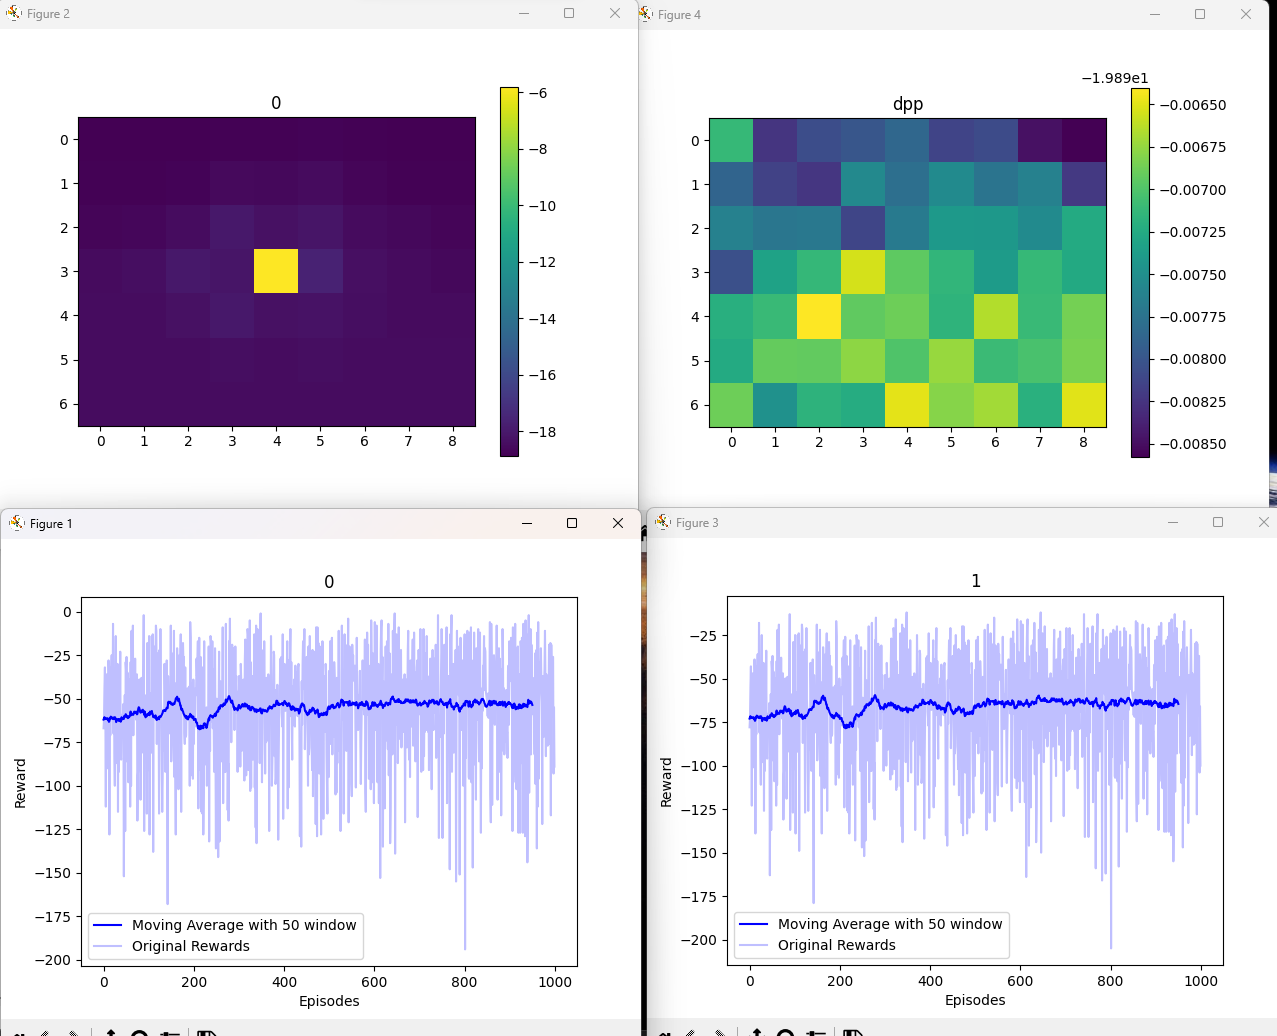 Figure 2
0
−6
−8
−10
−12
−14
−16
−18
0
1
2
3
4
5
6
0 1 2 3 4 5 6 7 8
Figure 4
−1.989e1
dpp
−0.00650
−0.00675
−0.00700
−0.00725
−0.00750
−0.00775
−0.00800
−0.00825
−0.00850
0
1
2
3
4
5
6
0 1 2 3 4 5 6 7 8
Figure 1
0
0
−25
−50
−75
−100
−125
−150
−175
−200
Reward
Moving Average with 50 window
Original Rewards
0 200 400 600 800 1000
Episodes
Figure 3
1
−25
−50
−75
−100
−125
−150
−175
−200
Reward
Moving Average with 50 window
Original Rewards
0 200 400 600 800 1000
Episodes